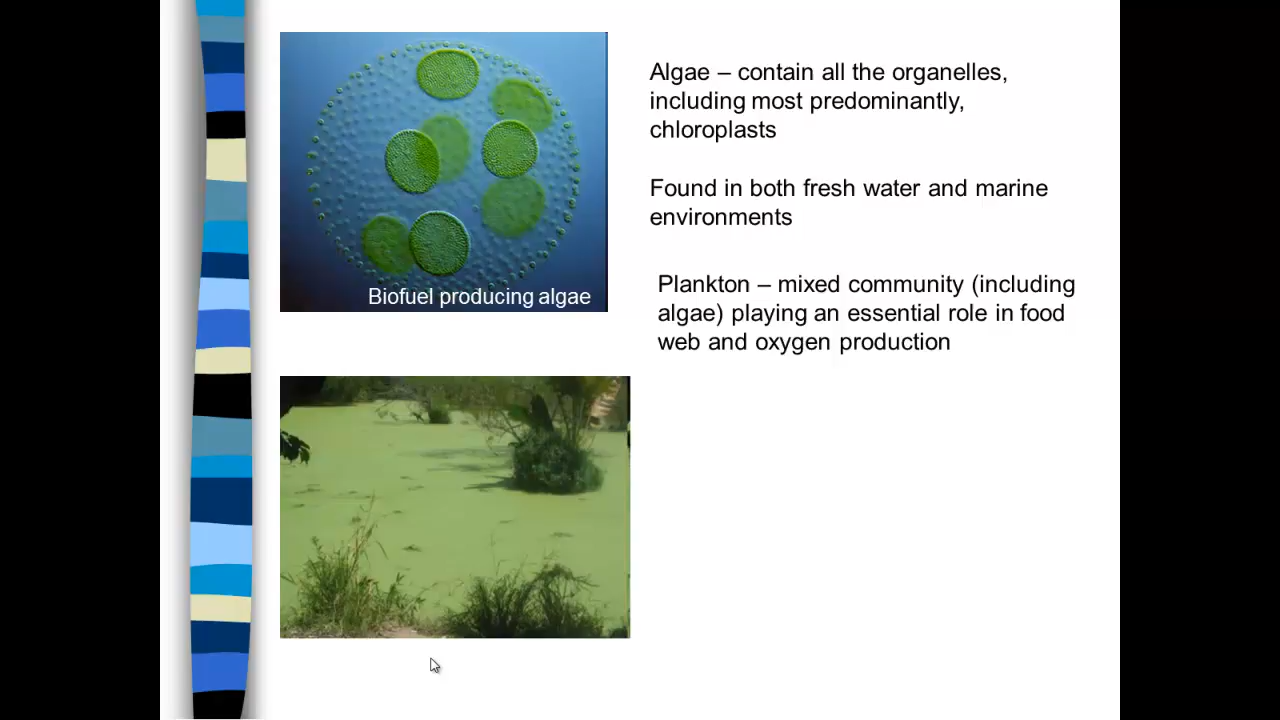 Algae – contain all the organelles,
including most predominantly,
chloroplasts
Found in both fresh water and marine
environments
Biofuel producing algae
Plankton – mixed community (including
algae) playing an essential role in food
web and oxygen production